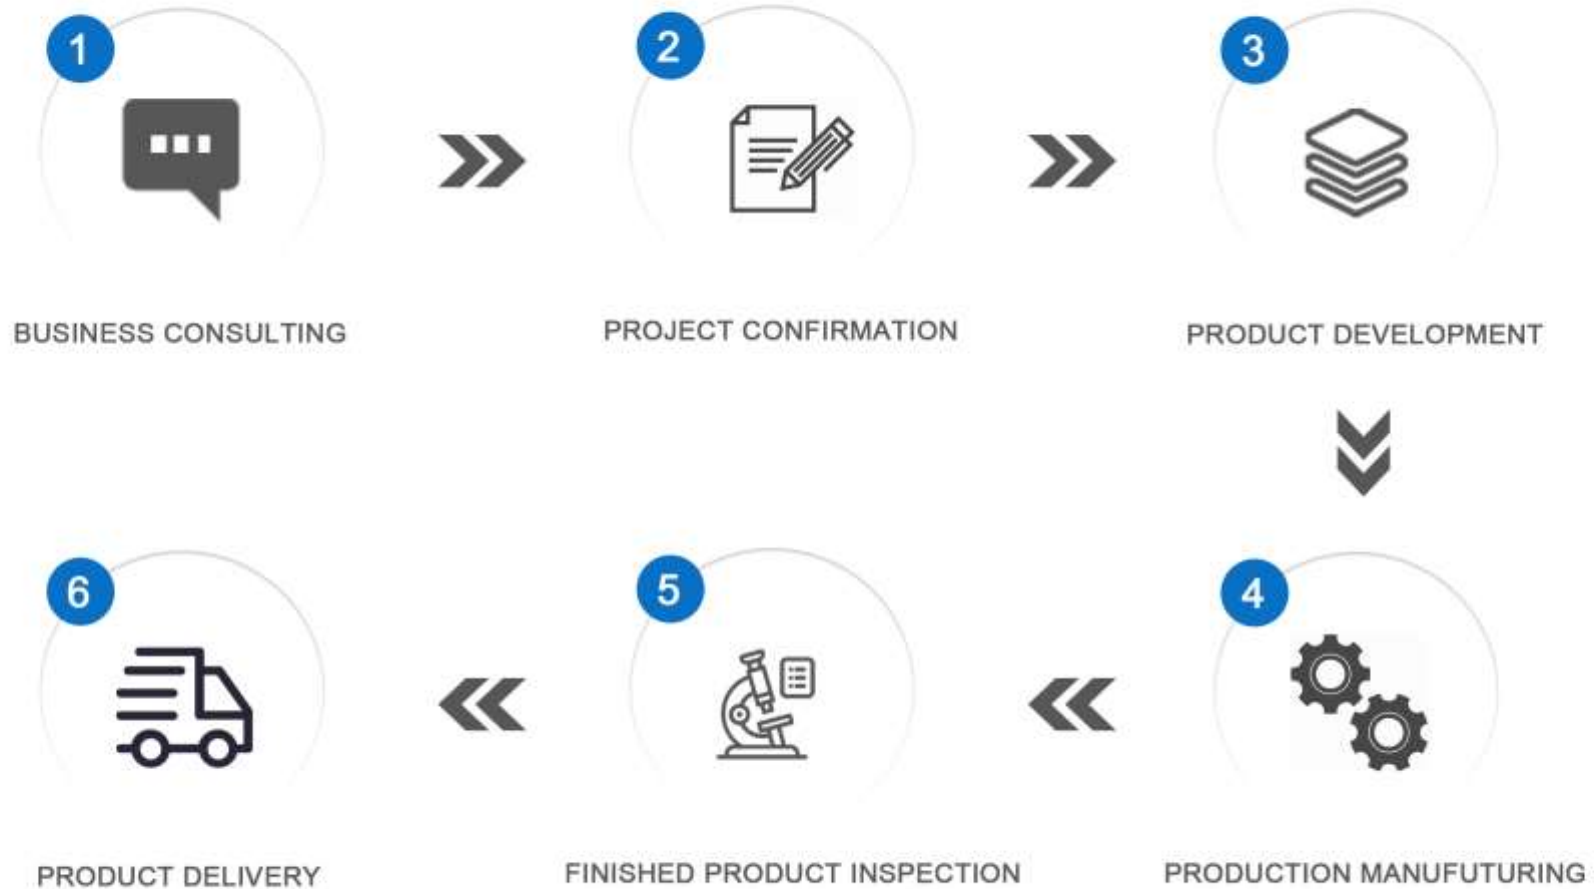 1
2
3
BUSINESS CONSULTING
PROJECT CONFIRMATION
PRODUCT DEVELOPMENT
6
5
4
PRODUCT DELIVERY
FINISHED PRODUCT INSPECTION
PRODUCTION MANUFUTURING